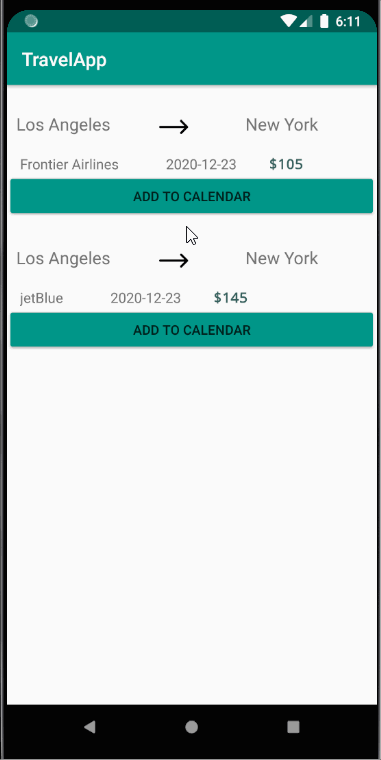 6:11
TravelApp
Los Angeles → New York
Frontier Airlines 2020-12-23 $105
ADD TO CALENDAR
Los Angeles → New York
jetBlue 2020-12-23 $145
ADD TO CALENDAR